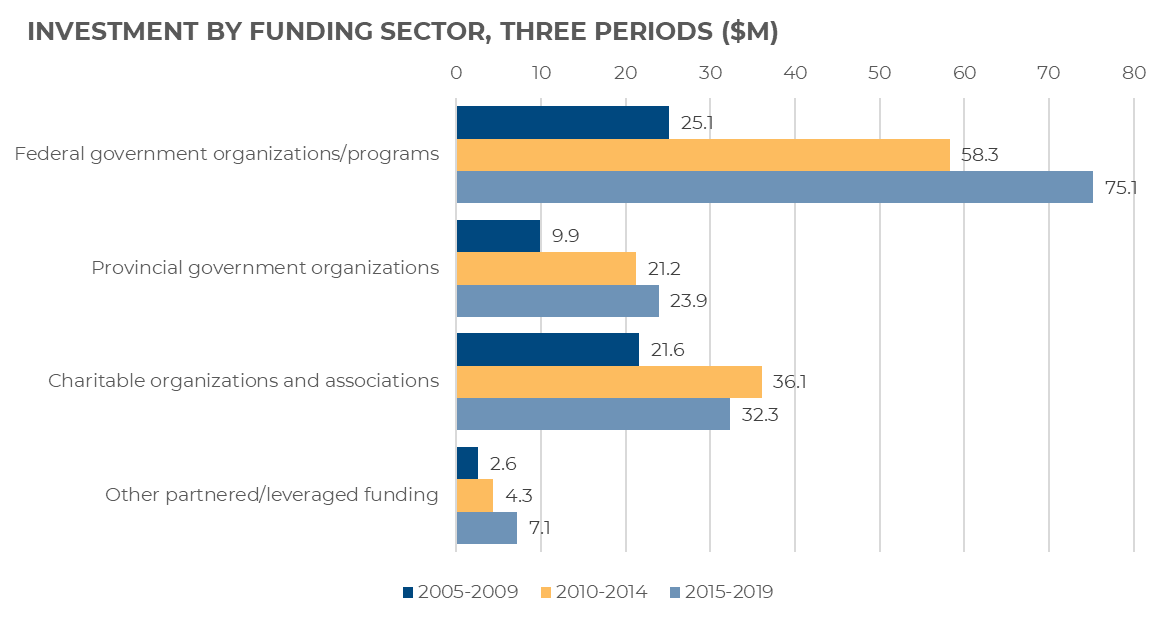 INVESTMENT BY FUNDING SECTOR, THREE PERIODS ($M)
0 10 20 30 40 50 60 70 80
25.1
Federal government organizations/programs 58.3
75.1
9.9
Provincial government organizations 21.2
23.9
21.6
Charitable organizations and associations 36.1
32.3
2.6
Other partnered/leveraged funding 4.3
7.1
2005-2009 2010-2014 2015-2019